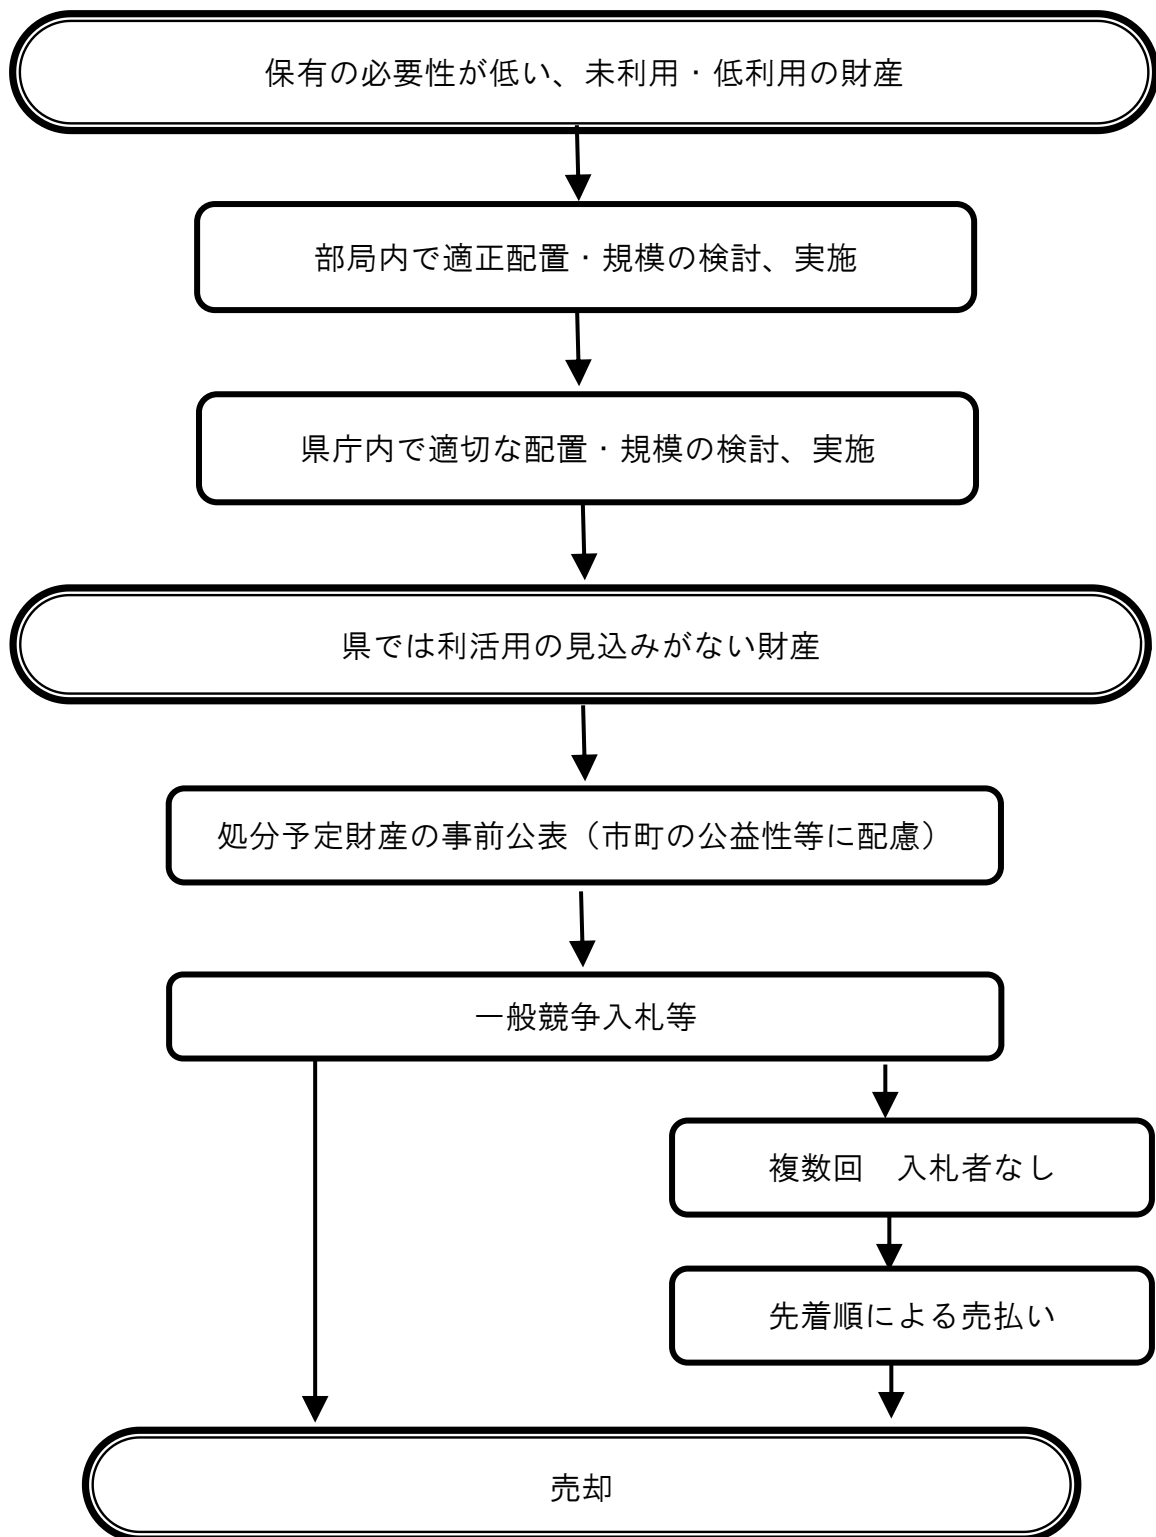 保有の必要性が低い、未利用・低利用の財産
部局内で適正配置・規模の検討、実施
県庁内で適切な配置・規模の検討、実施
県では利活用の見込みがない財産
処分予定財産の事前公表（市町の公益性等に配慮）
一般競争入札等
複数回　入札者なし
先着順による売払い
売却